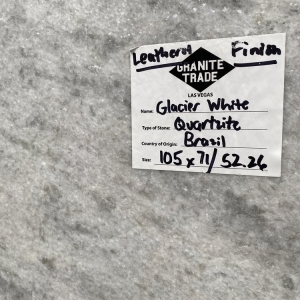 Leathered Finish
GRANITE
TRADE
LAS VEGAS
Name: Glacier White
Type of Stone: Quartzite
Country of Origin: Brazil
Size: 105 x 71/52.26